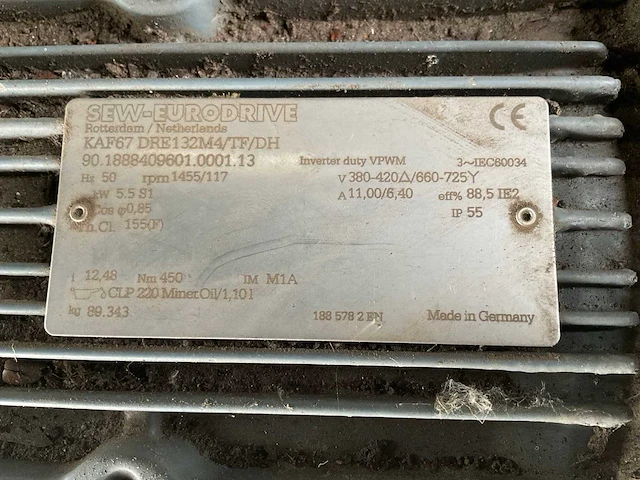 SEW-EURODRIVE
Rotterdam / Netherlands
KAF67 DRE132M4/TF/DH
90.1888409601.0001.13 Inverter duty VPWM 3~IEC60034
Hz 50 rpm 1455/117 V 380-420△/660-725Y
kW 5.5 S1 A 11,00/6,40 eff% 88,5 IE2
Cos φ0,85 IP 55
Th.Cl. 155(F)
i 12,48 Nm 450 IM M1A
CLP 220 Miner.Oil/1,10 l
kg 89.343 188 578 2 EN Made in Germany
CE